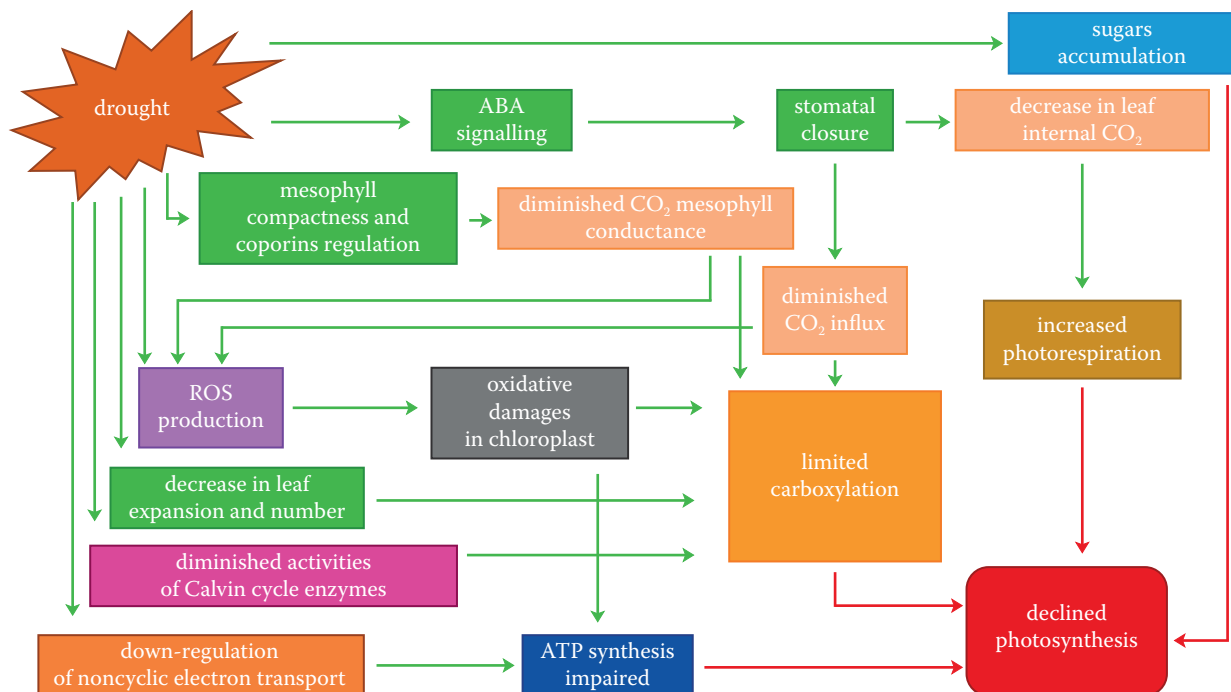 sugars
accumulation
drought
ABA
signalling
stomatal
closure
decrease in leaf
internal CO₂
mesophyll
compactness and
coporins regulation
diminished CO₂ mesophyll
conductance
diminished
CO₂ influx
increased
photorespiration
ROS
production
oxidative
damages
in chloroplast
limited
carboxylation
decrease in leaf
expansion and number
diminished activities
of Calvin cycle enzymes
declined
photosynthesis
down-regulation
of noncyclic electron transport
ATP synthesis
impaired